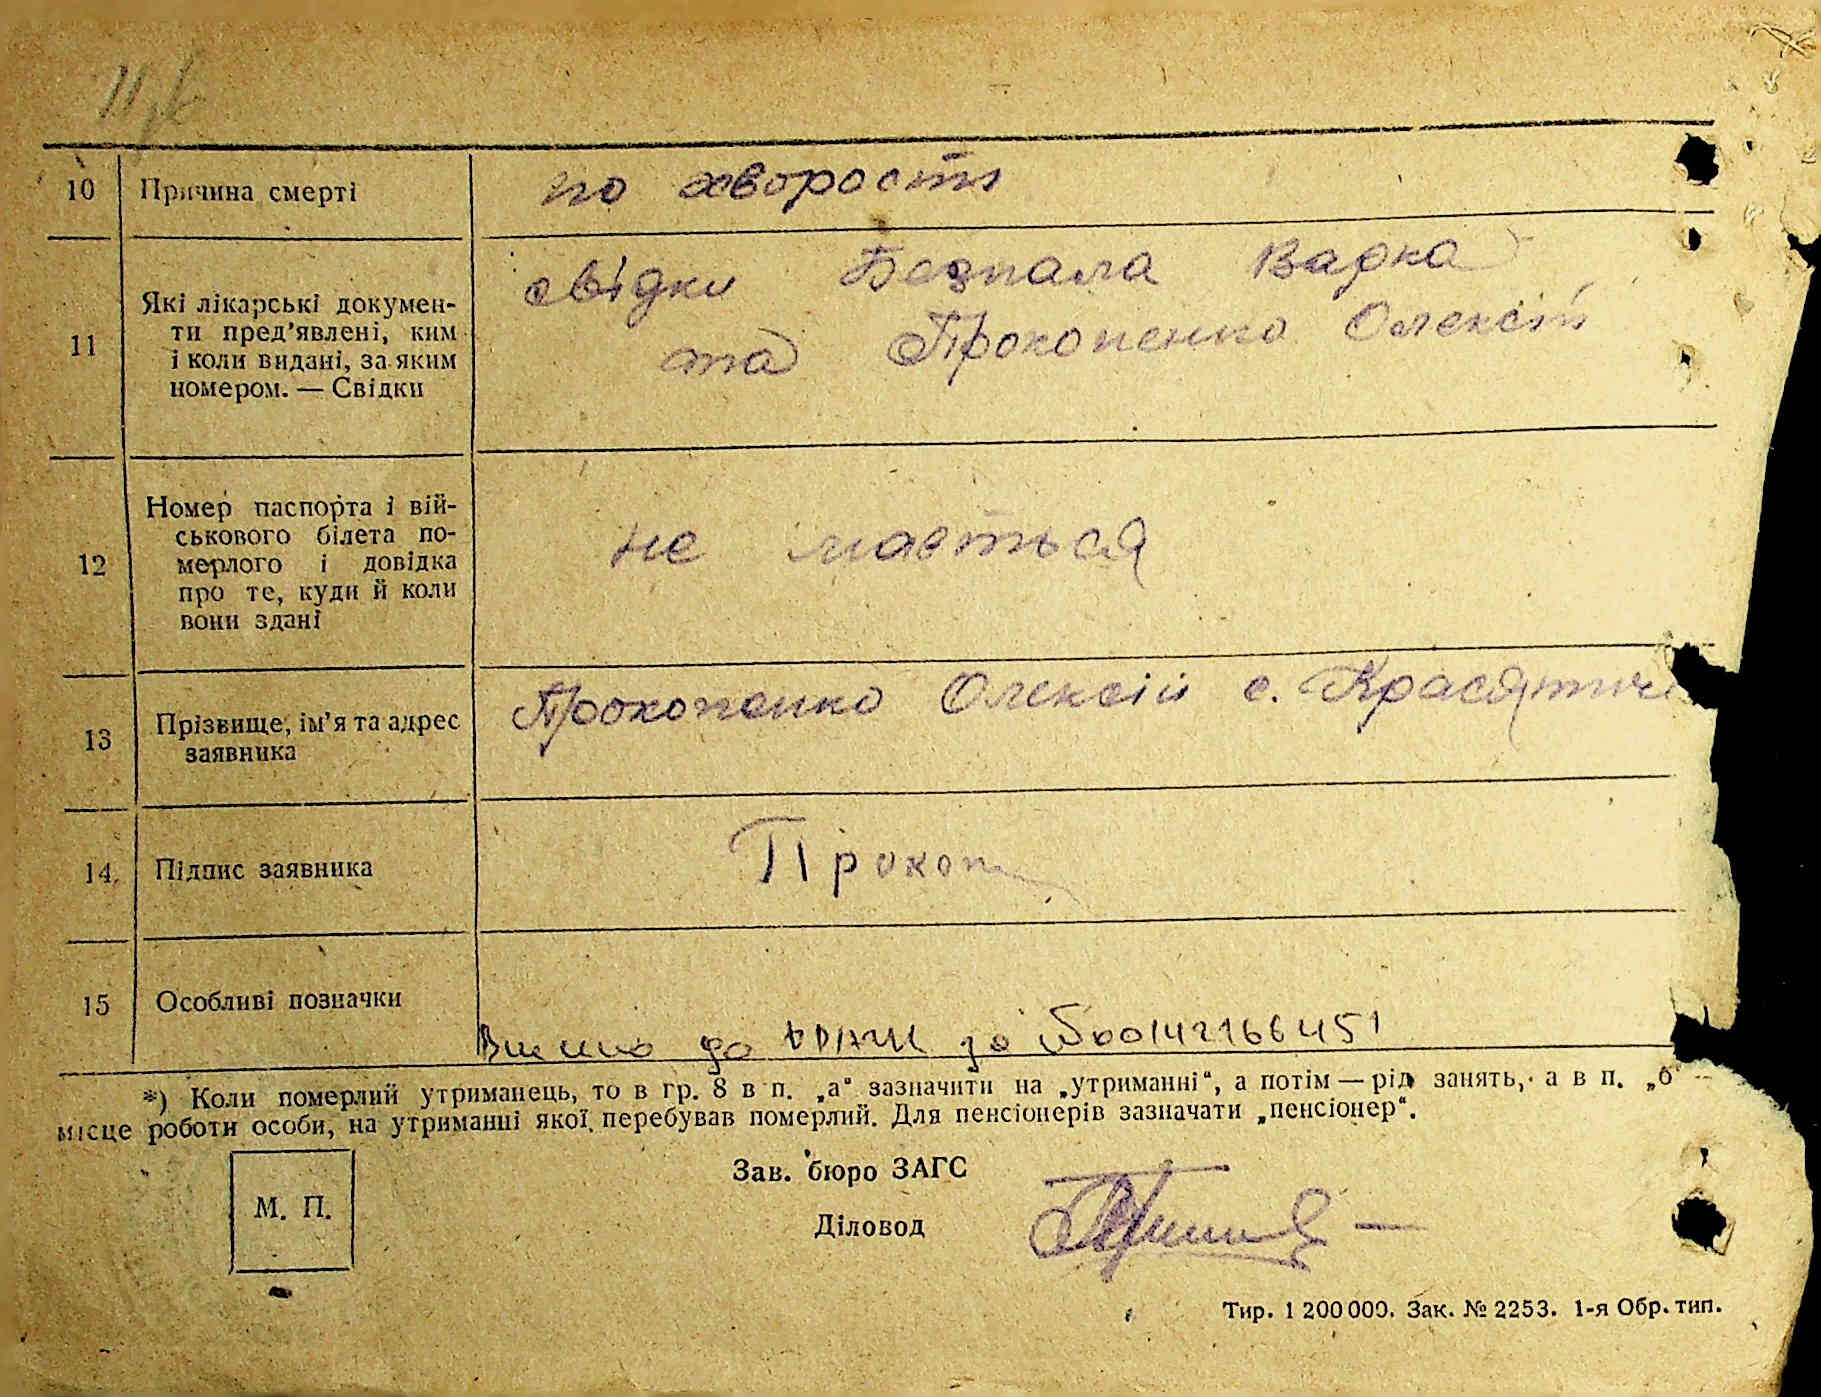 10 Причина смерті по хворости
11 Які лікарські докумен-
ти пред'явлені, ким
і коли видані, за яким
номером. — Свідки
свідки Безпала Варка
та Прокопенко Олексій
12 Номер паспорта і вій-
ськового білета по-
мерлого і довідка
про те, куди й коли
вони здані
не мається
13 Прізвище, ім'я та адрес
заявника
Прокопенко Олексій с. Красятичі
14. Підпис заявника Прокоп
15 Особливі позначки
до за №00142166451
*) Коли померлий утриманець, то в гр. 8 в п. „а" зазначити на „утриманні", а потім — рід занять, а в п. „б"
місце роботи особи, на утриманні якої перебував померлий. Для пенсіонерів зазначати „пенсіонер".
Зав. бюро ЗАГС
М. П.
Діловод
Тир. 1 200 000. Зак. № 2253. 1-я Обр. тип.